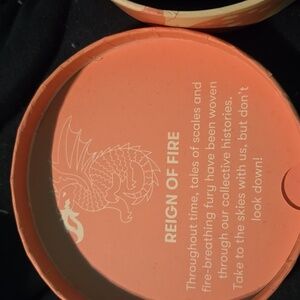 REIGN OF FIRE
Throughout time, tales of scales and
fire-breathing fury have been woven
through our collective histories.
Take to the skies with us, but don't
look down!